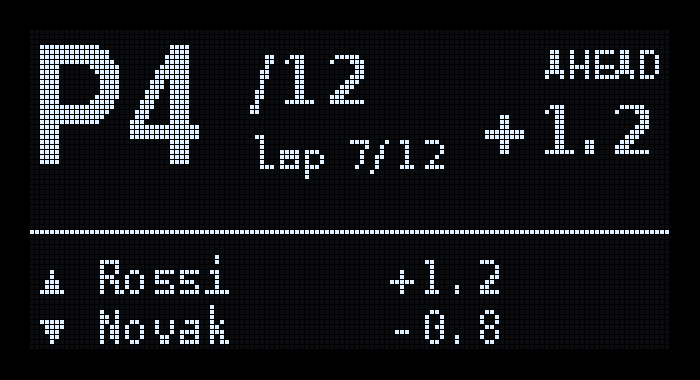 P4 /12 AHEAD
lap 7/12 +1.2
▲ Rossi +1.2
▼ Novak -0.8